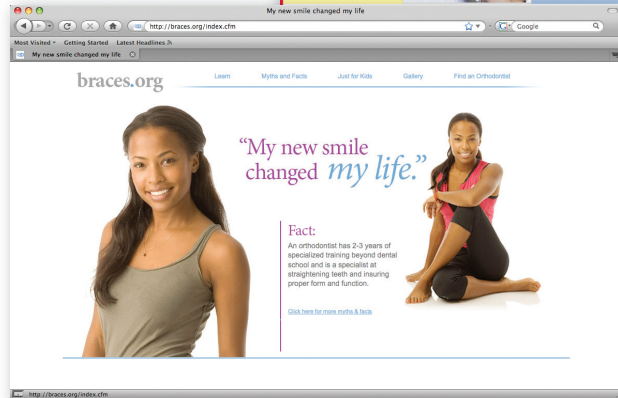 My new smile changed my life
http://braces.org/index.cfm
Google
Most Visited Getting Started Latest Headlines
My new smile changed my life
braces.org
Learn Myths and Facts Just for Kids Gallery Find an Orthodontist
“My new smile
changed my life.”
Fact:
An orthodontist has 2-3 years of
specialized training beyond dental
school and is a specialist at
straightening teeth and insuring
proper form and function.
Click here for more myths & facts
http://braces.org/index.cfm